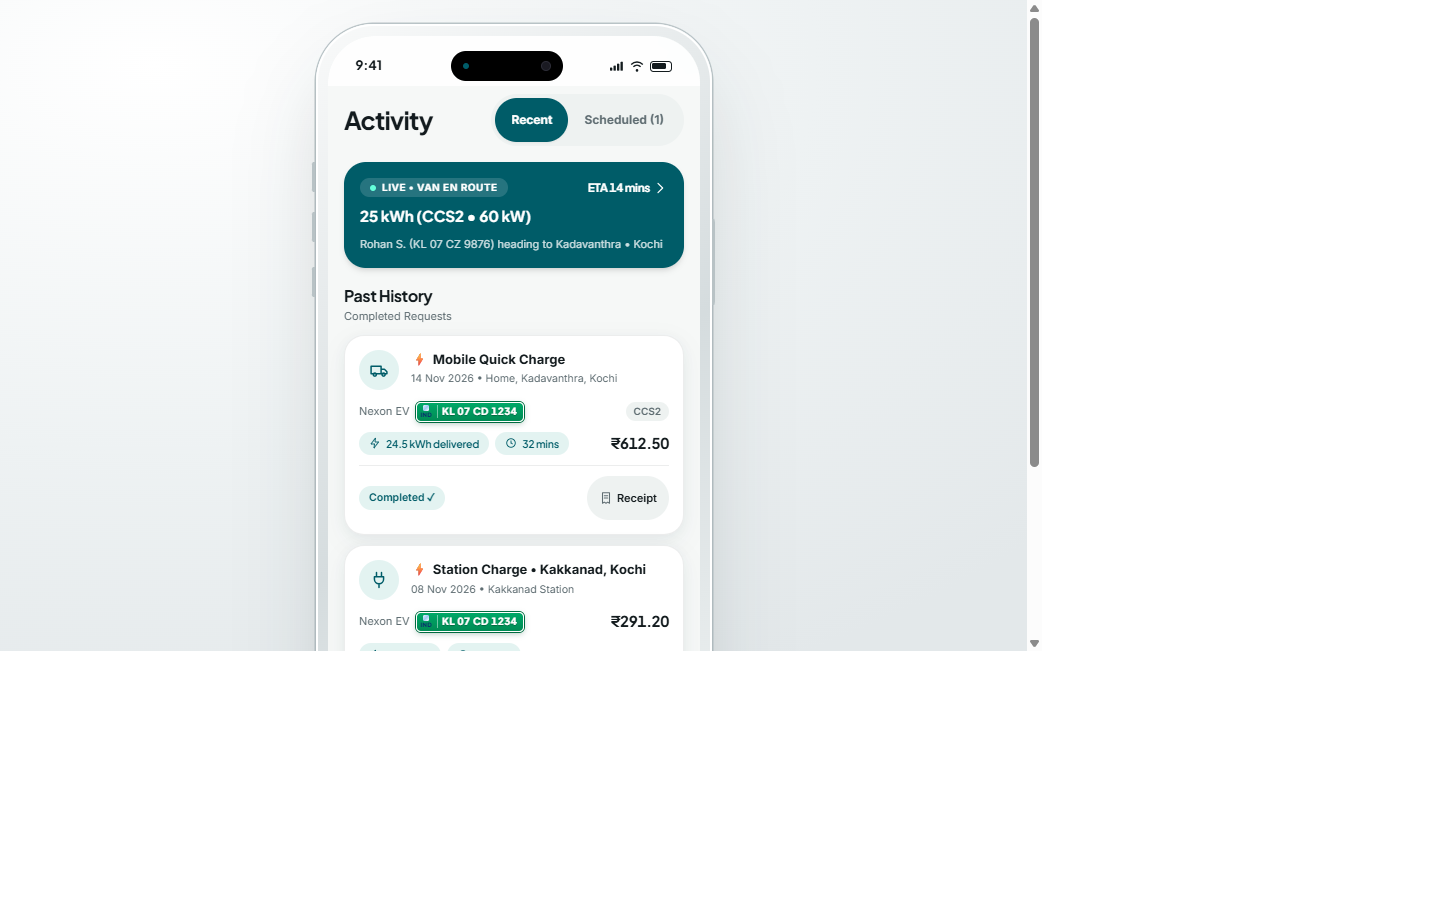 9:41
Activity
Recent
Scheduled (1)
LIVE • VAN EN ROUTE
ETA 14 mins
25 kWh (CCS2 • 60 kW)
Rohan S. (KL 07 CZ 9876) heading to Kadavanthra • Kochi
Past History
Completed Requests
Mobile Quick Charge
14 Nov 2026 • Home, Kadavanthra, Kochi
Nexon EV IND KL 07 CD 1234 CCS2
24.5 kWh delivered 32 mins ₹612.50
Completed ✓ Receipt
Station Charge • Kakkanad, Kochi
08 Nov 2026 • Kakkanad Station
Nexon EV IND KL 07 CD 1234 ₹291.20